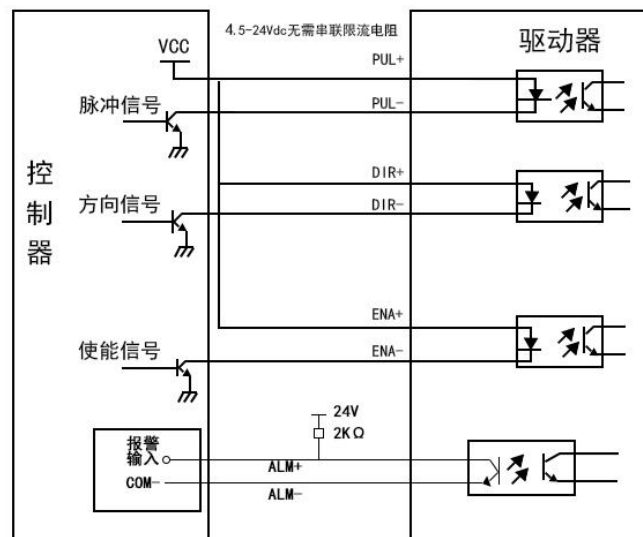 4.5-24Vdc无需串联限流电阻
VCC
驱动器
PUL+
脉冲信号
PUL-
控制器
DIR+
方向信号
DIR-
ENA+
使能信号
ENA-
24V
2KΩ
报警
输入
ALM+
COM-
ALM-